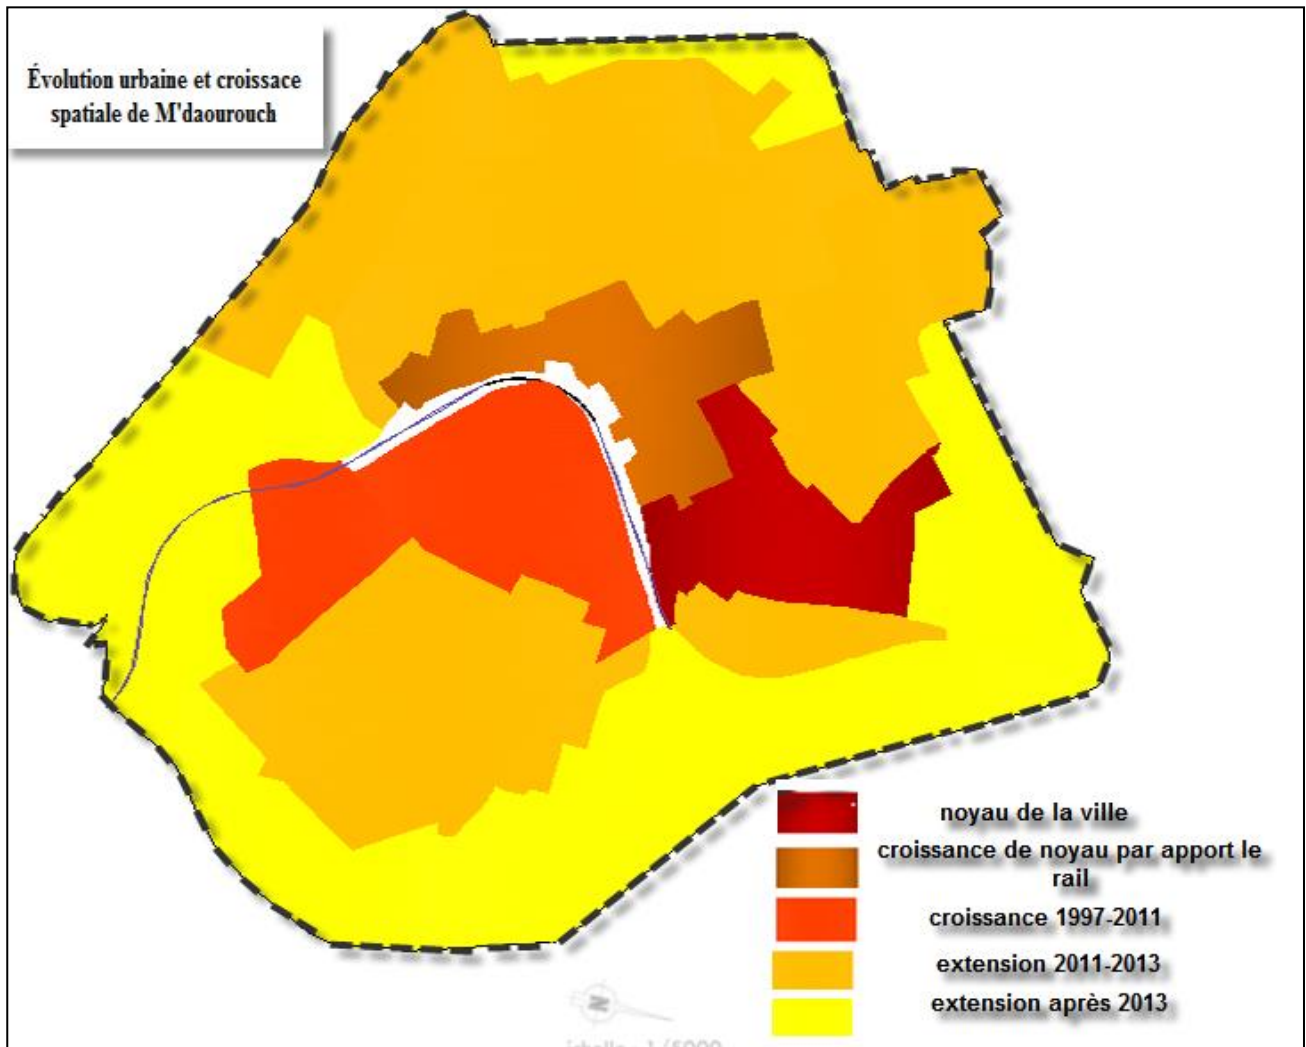 Évolution urbaine et croissace
spatiale de M'daourouch
noyau de la ville
croissance de noyau par apport le
rail
croissance 1997-2011
extension 2011-2013
extension après 2013
N